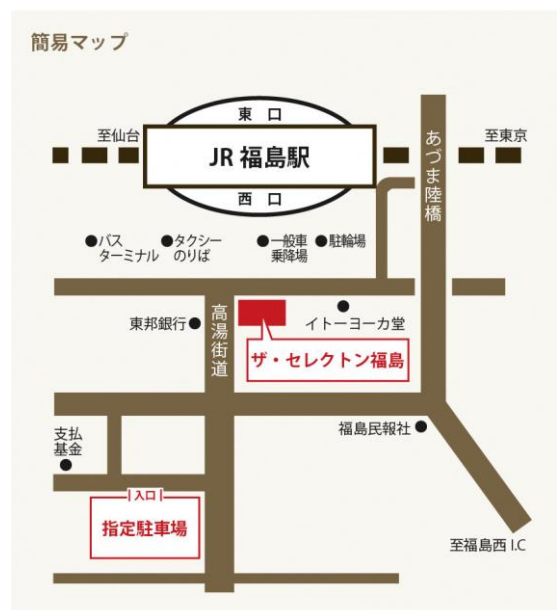 簡易マップ
東 口
至仙台
JR 福島駅
至東京
西 口
あづま陸橋
バス
ターミナル
タクシー
のりば
一般車
乗降場
駐輪場
東邦銀行
高湯街道
イトーヨーカ堂
ザ・セレクトン福島
福島民報社
支払
基金
入口
指定駐車場
至福島西 I.C